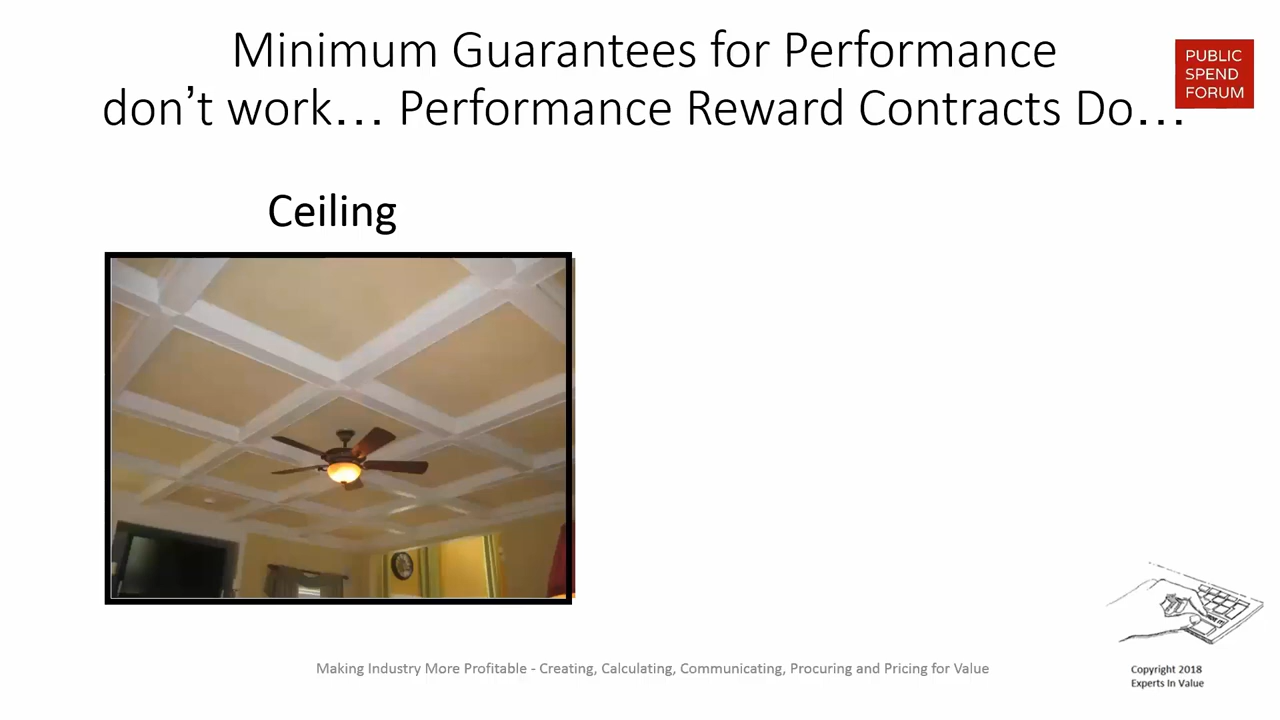 Minimum Guarantees for Performance
don’t work… Performance Reward Contracts Do…
PUBLIC
SPEND
FORUM
Ceiling
Making Industry More Profitable - Creating, Calculating, Communicating, Procuring and Pricing for Value
Copyright 2018
Experts In Value